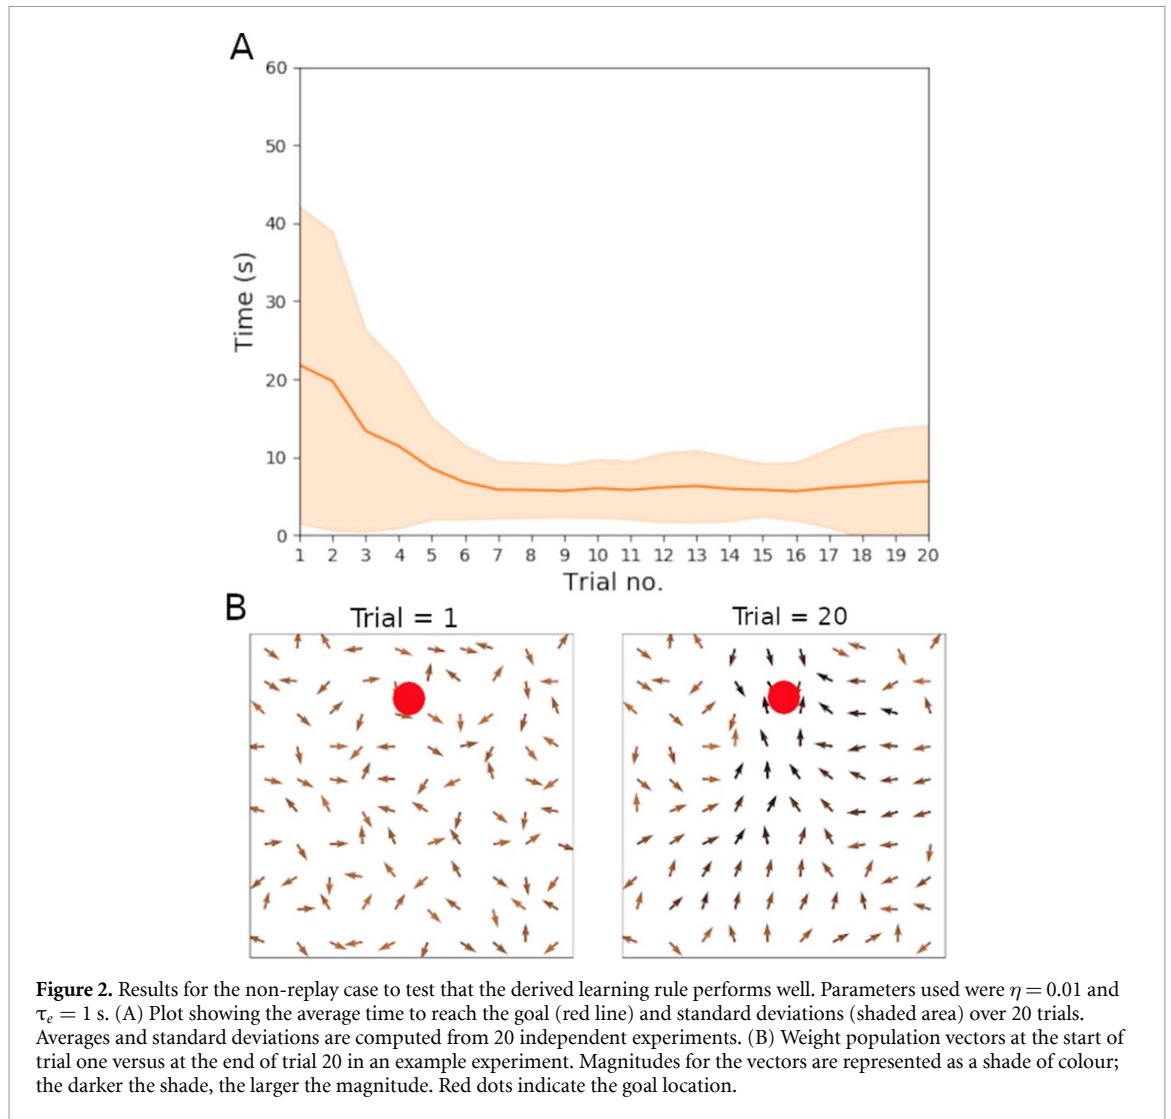 A
60
50
40
30
20
10
0
Time (s)
1 2 3 4 5 6 7 8 9 10 11 12 13 14 15 16 17 18 19 20
Trial no.
B
Trial = 1
Trial = 20
Figure 2. Results for the non-replay case to test that the derived learning rule performs well. Parameters used were η = 0.01 and
τₑ = 1 s. (A) Plot showing the average time to reach the goal (red line) and standard deviations (shaded area) over 20 trials.
Averages and standard deviations are computed from 20 independent experiments. (B) Weight population vectors at the start of
trial one versus at the end of trial 20 in an example experiment. Magnitudes for the vectors are represented as a shade of colour;
the darker the shade, the larger the magnitude. Red dots indicate the goal location.